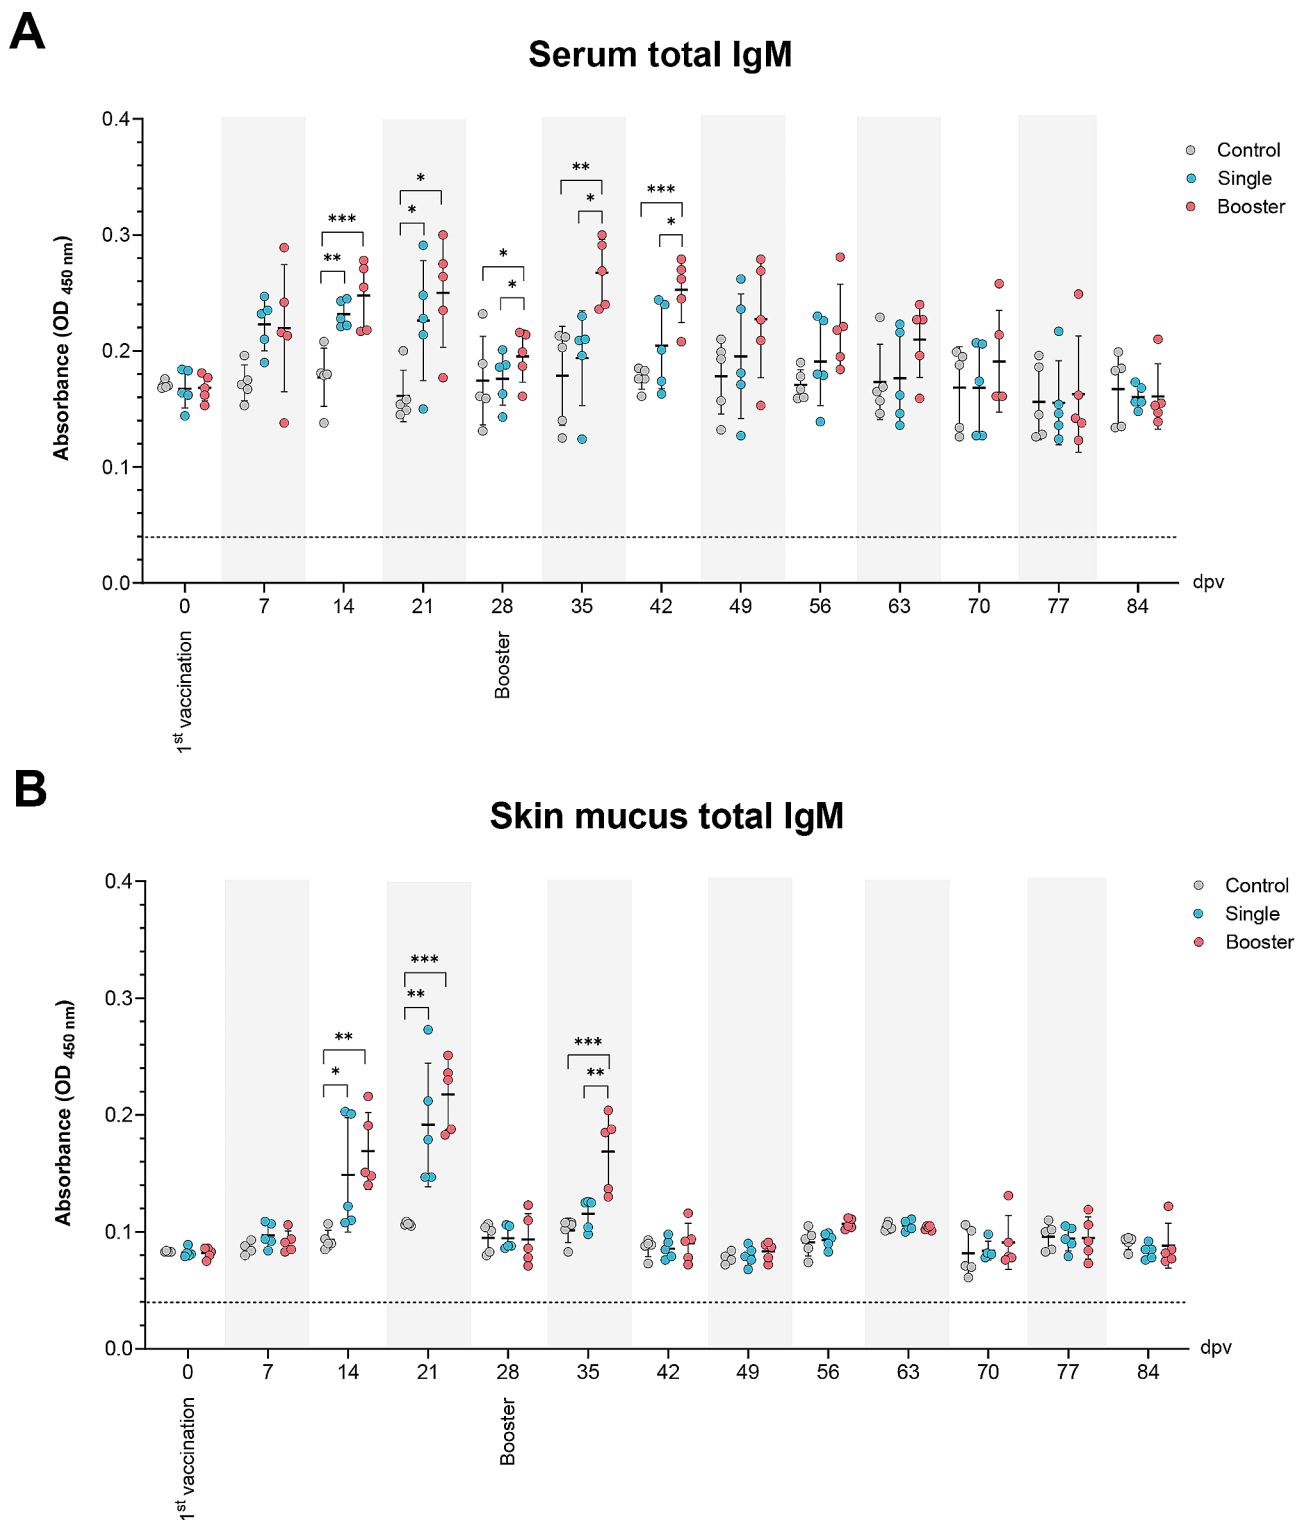 A
Serum total IgM
Absorbance (OD 450 nm)
0.4
0.3
0.2
0.1
0.0
Control
Single
Booster
*** ** * * * * ** * *** *
0 7 14 21 28 35 42 49 56 63 70 77 84 dpv
1st vaccination
Booster
B
Skin mucus total IgM
Absorbance (OD 450 nm)
0.4
0.3
0.2
0.1
0.0
Control
Single
Booster
** * *** ** *** **
0 7 14 21 28 35 42 49 56 63 70 77 84 dpv
1st vaccination
Booster